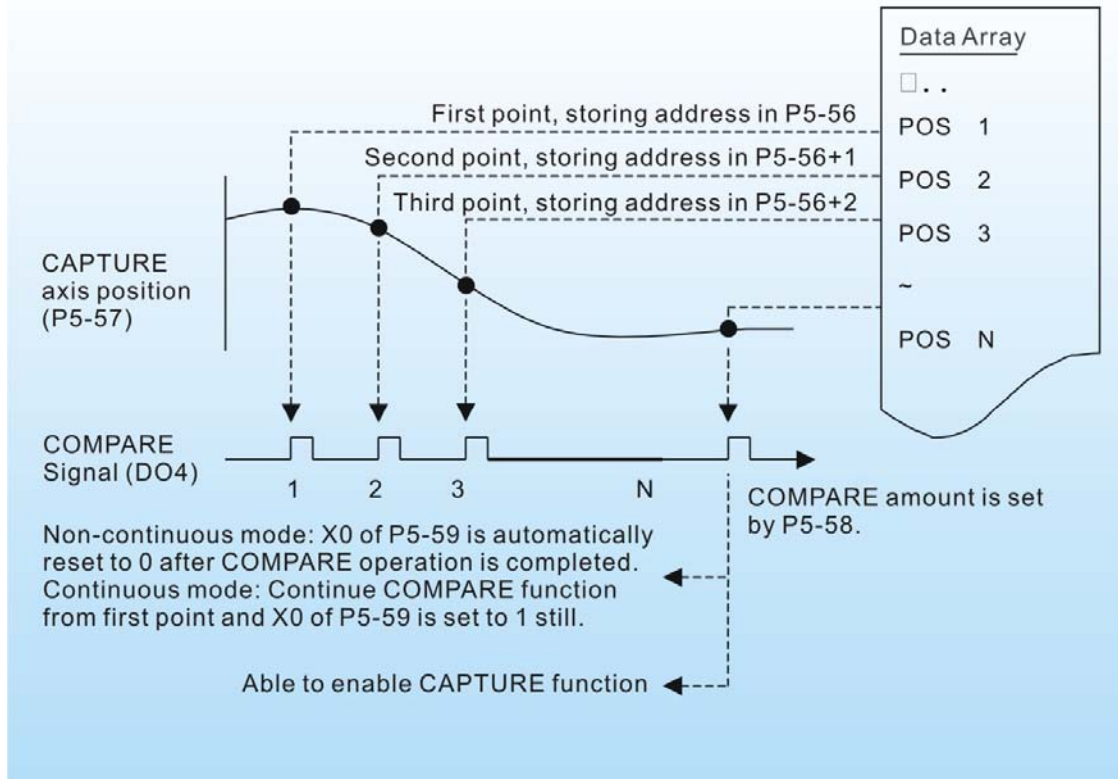 Data Array
□..
First point, storing address in P5-56
POS 1
Second point, storing address in P5-56+1
POS 2
Third point, storing address in P5-56+2
POS 3
~
POS N
CAPTURE
axis position
(P5-57)
COMPARE
Signal (DO4)
1 2 3 N
COMPARE amount is set
by P5-58.
Non-continuous mode: X0 of P5-59 is automatically
reset to 0 after COMPARE operation is completed.
Continuous mode: Continue COMPARE function
from first point and X0 of P5-59 is set to 1 still.
Able to enable CAPTURE function